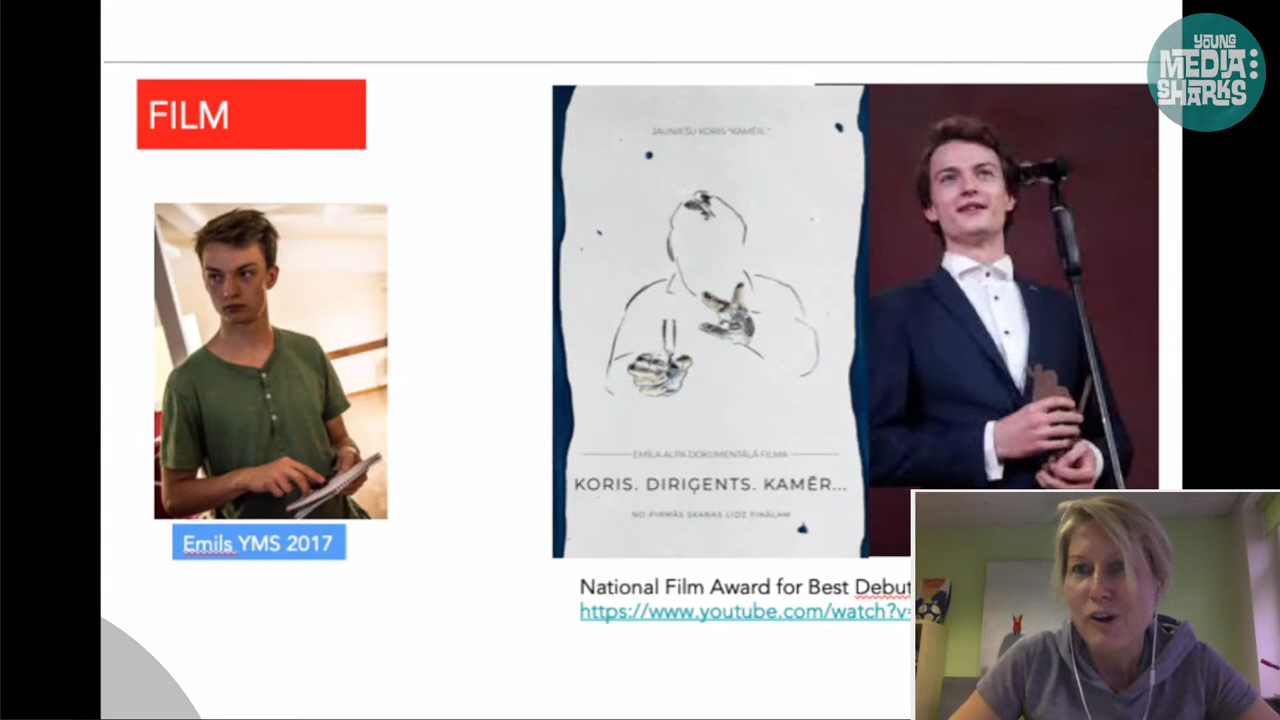 YOUNG
MEDIA:
SHARKS
FILM
JAUNIEŠU KORIS "KAMĒR..."
EMĪLA ALPA DOKUMENTĀLĀ FILMA
KORIS. DIRIĢENTS. KAMĒR...
NO PIRMĀS SKAŅAS LĪDZ FINĀLAM
Emils YMS 2017
National Film Award for Best Debut
https://www.youtube.com/watch?v=